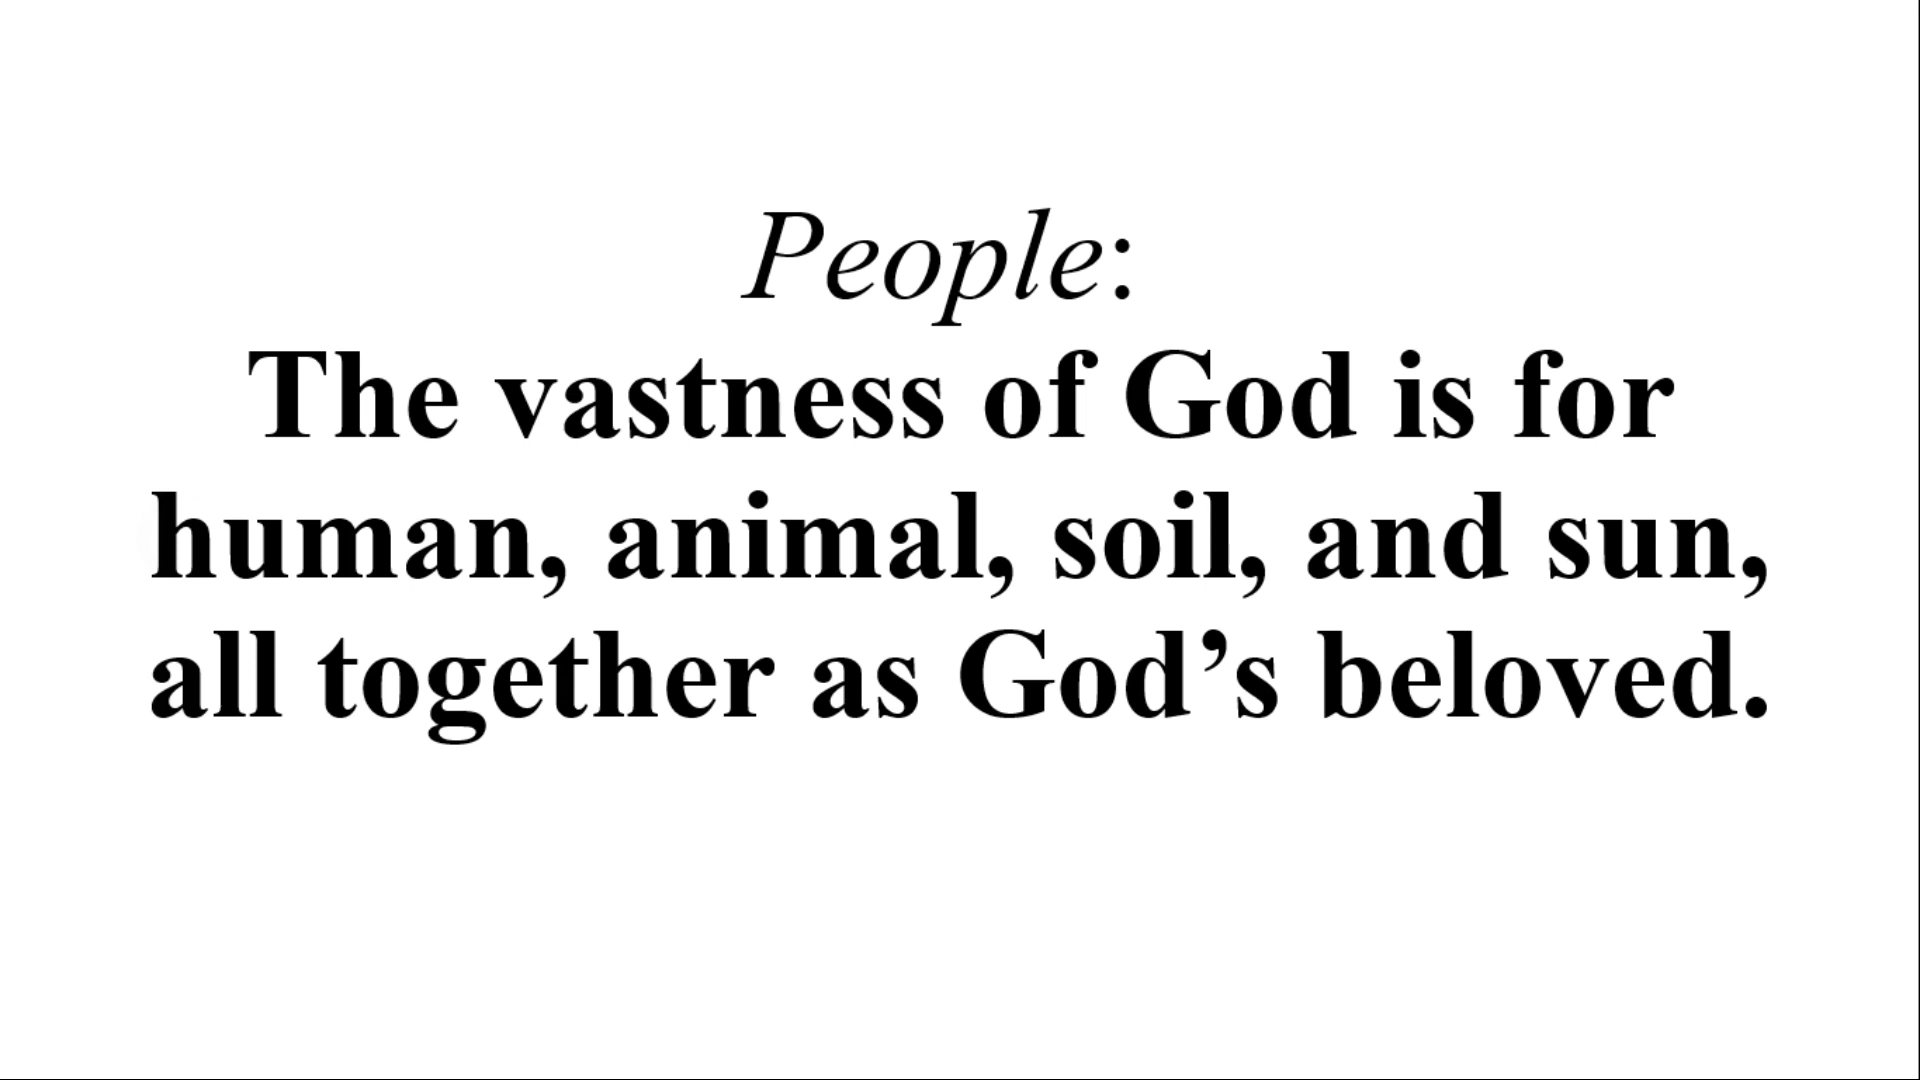 People:
The vastness of God is for
human, animal, soil, and sun,
all together as God’s beloved.